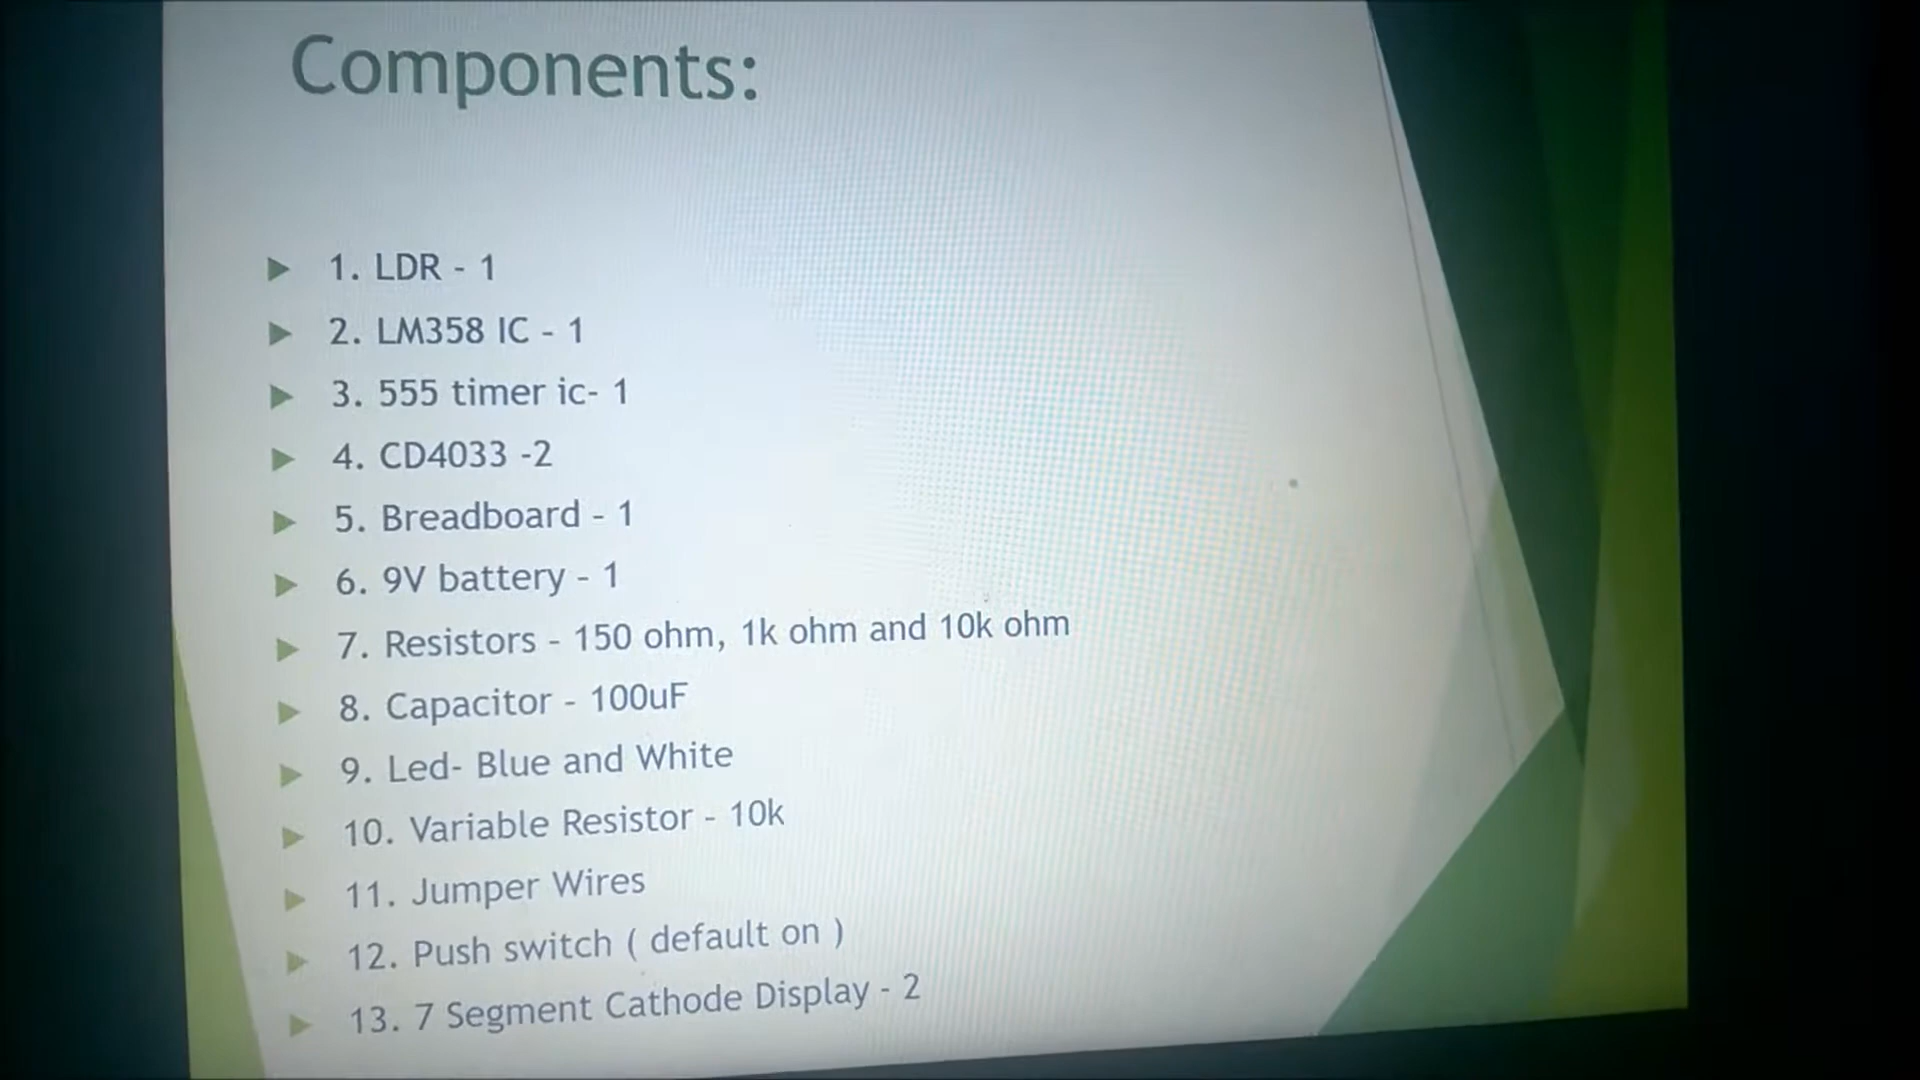 Components:
1. LDR - 1
2. LM358 IC - 1
3. 555 timer ic- 1
4. CD4033 -2
5. Breadboard - 1
6. 9V battery - 1
7. Resistors - 150 ohm, 1k ohm and 10k ohm
8. Capacitor - 100uF
9. Led- Blue and White
10. Variable Resistor - 10k
11. Jumper Wires
12. Push switch ( default on )
13. 7 Segment Cathode Display - 2